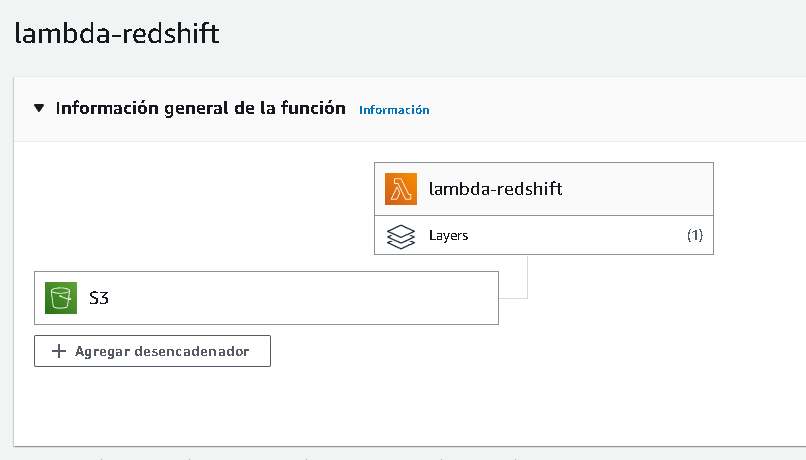 lambda-redshift
Información general de la función Información
lambda-redshift
Layers (1)
S3
Agregar desencadenador